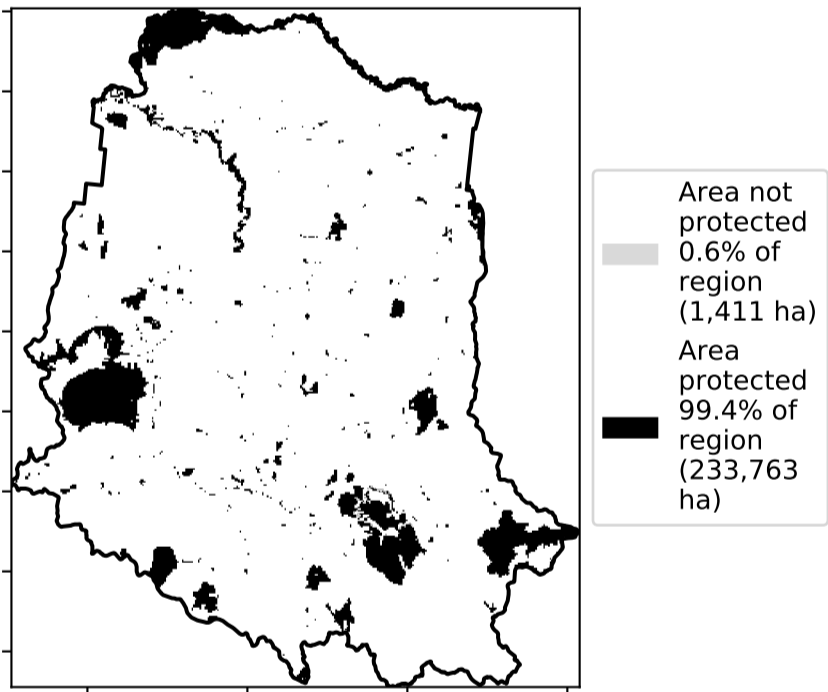 Area not
protected
0.6% of
region
(1,411 ha)
Area
protected
99.4% of
region
(233,763
ha)